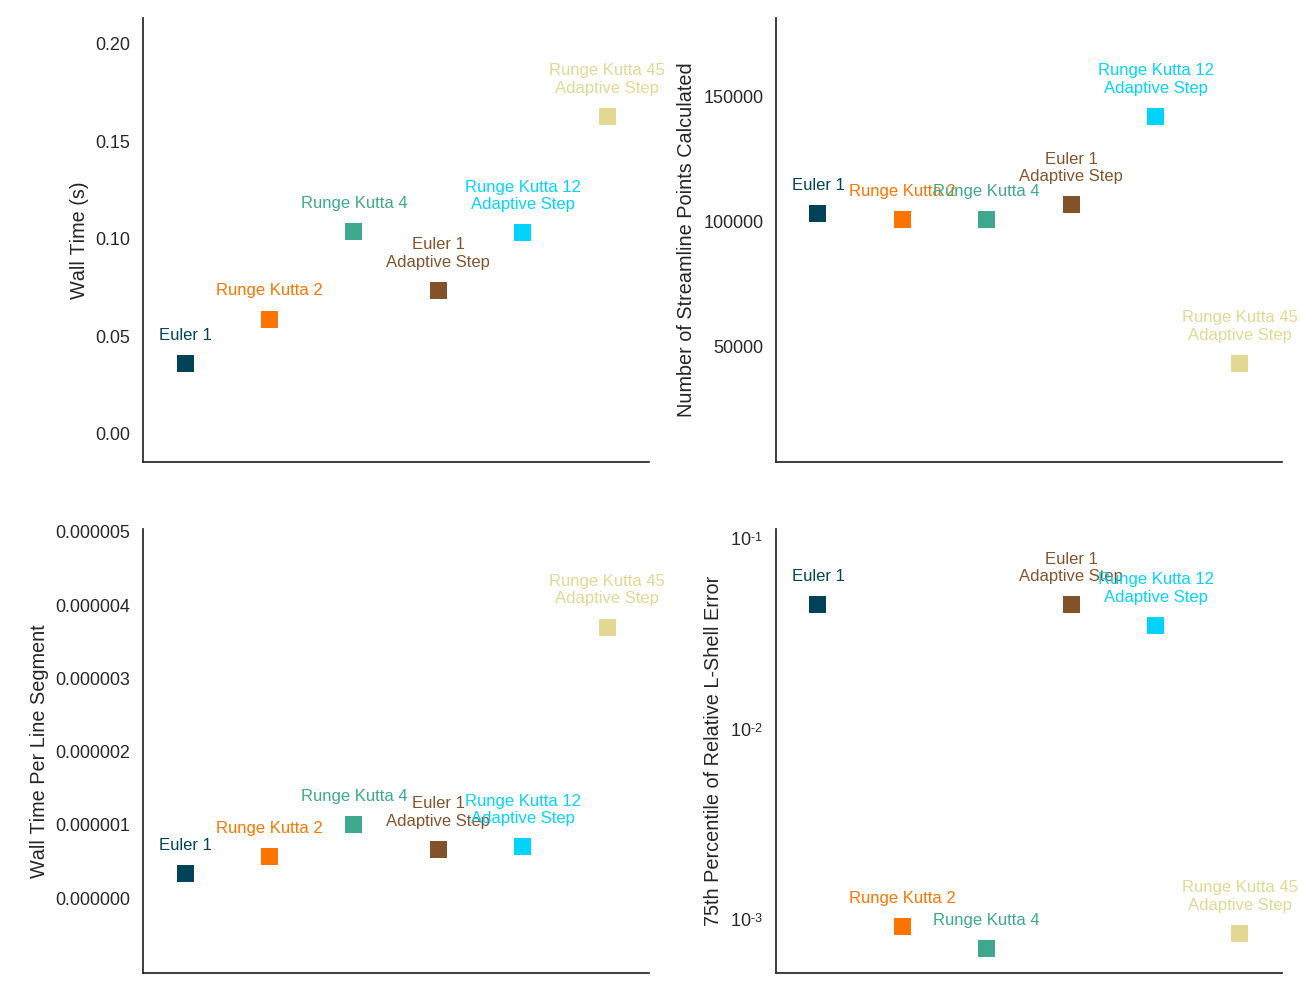 0.20
0.15
0.10
0.05
0.00
Wall Time (s)
Euler 1
Runge Kutta 2
Runge Kutta 4
Euler 1
Adaptive Step
Runge Kutta 12
Adaptive Step
Runge Kutta 45
Adaptive Step
150000
100000
50000
Number of Streamline Points Calculated
Euler 1
Runge Kutta 2
Runge Kutta 4
Euler 1
Adaptive Step
Runge Kutta 12
Adaptive Step
Runge Kutta 45
Adaptive Step
0.000005
0.000004
0.000003
0.000002
0.000001
0.000000
Wall Time Per Line Segment
Euler 1
Runge Kutta 2
Runge Kutta 4
Euler 1
Adaptive Step
Runge Kutta 12
Adaptive Step
Runge Kutta 45
Adaptive Step
10⁻¹
10⁻²
10⁻³
75th Percentile of Relative L-Shell Error
Euler 1
Runge Kutta 2
Runge Kutta 4
Euler 1
Adaptive Step
Runge Kutta 12
Adaptive Step
Runge Kutta 45
Adaptive Step